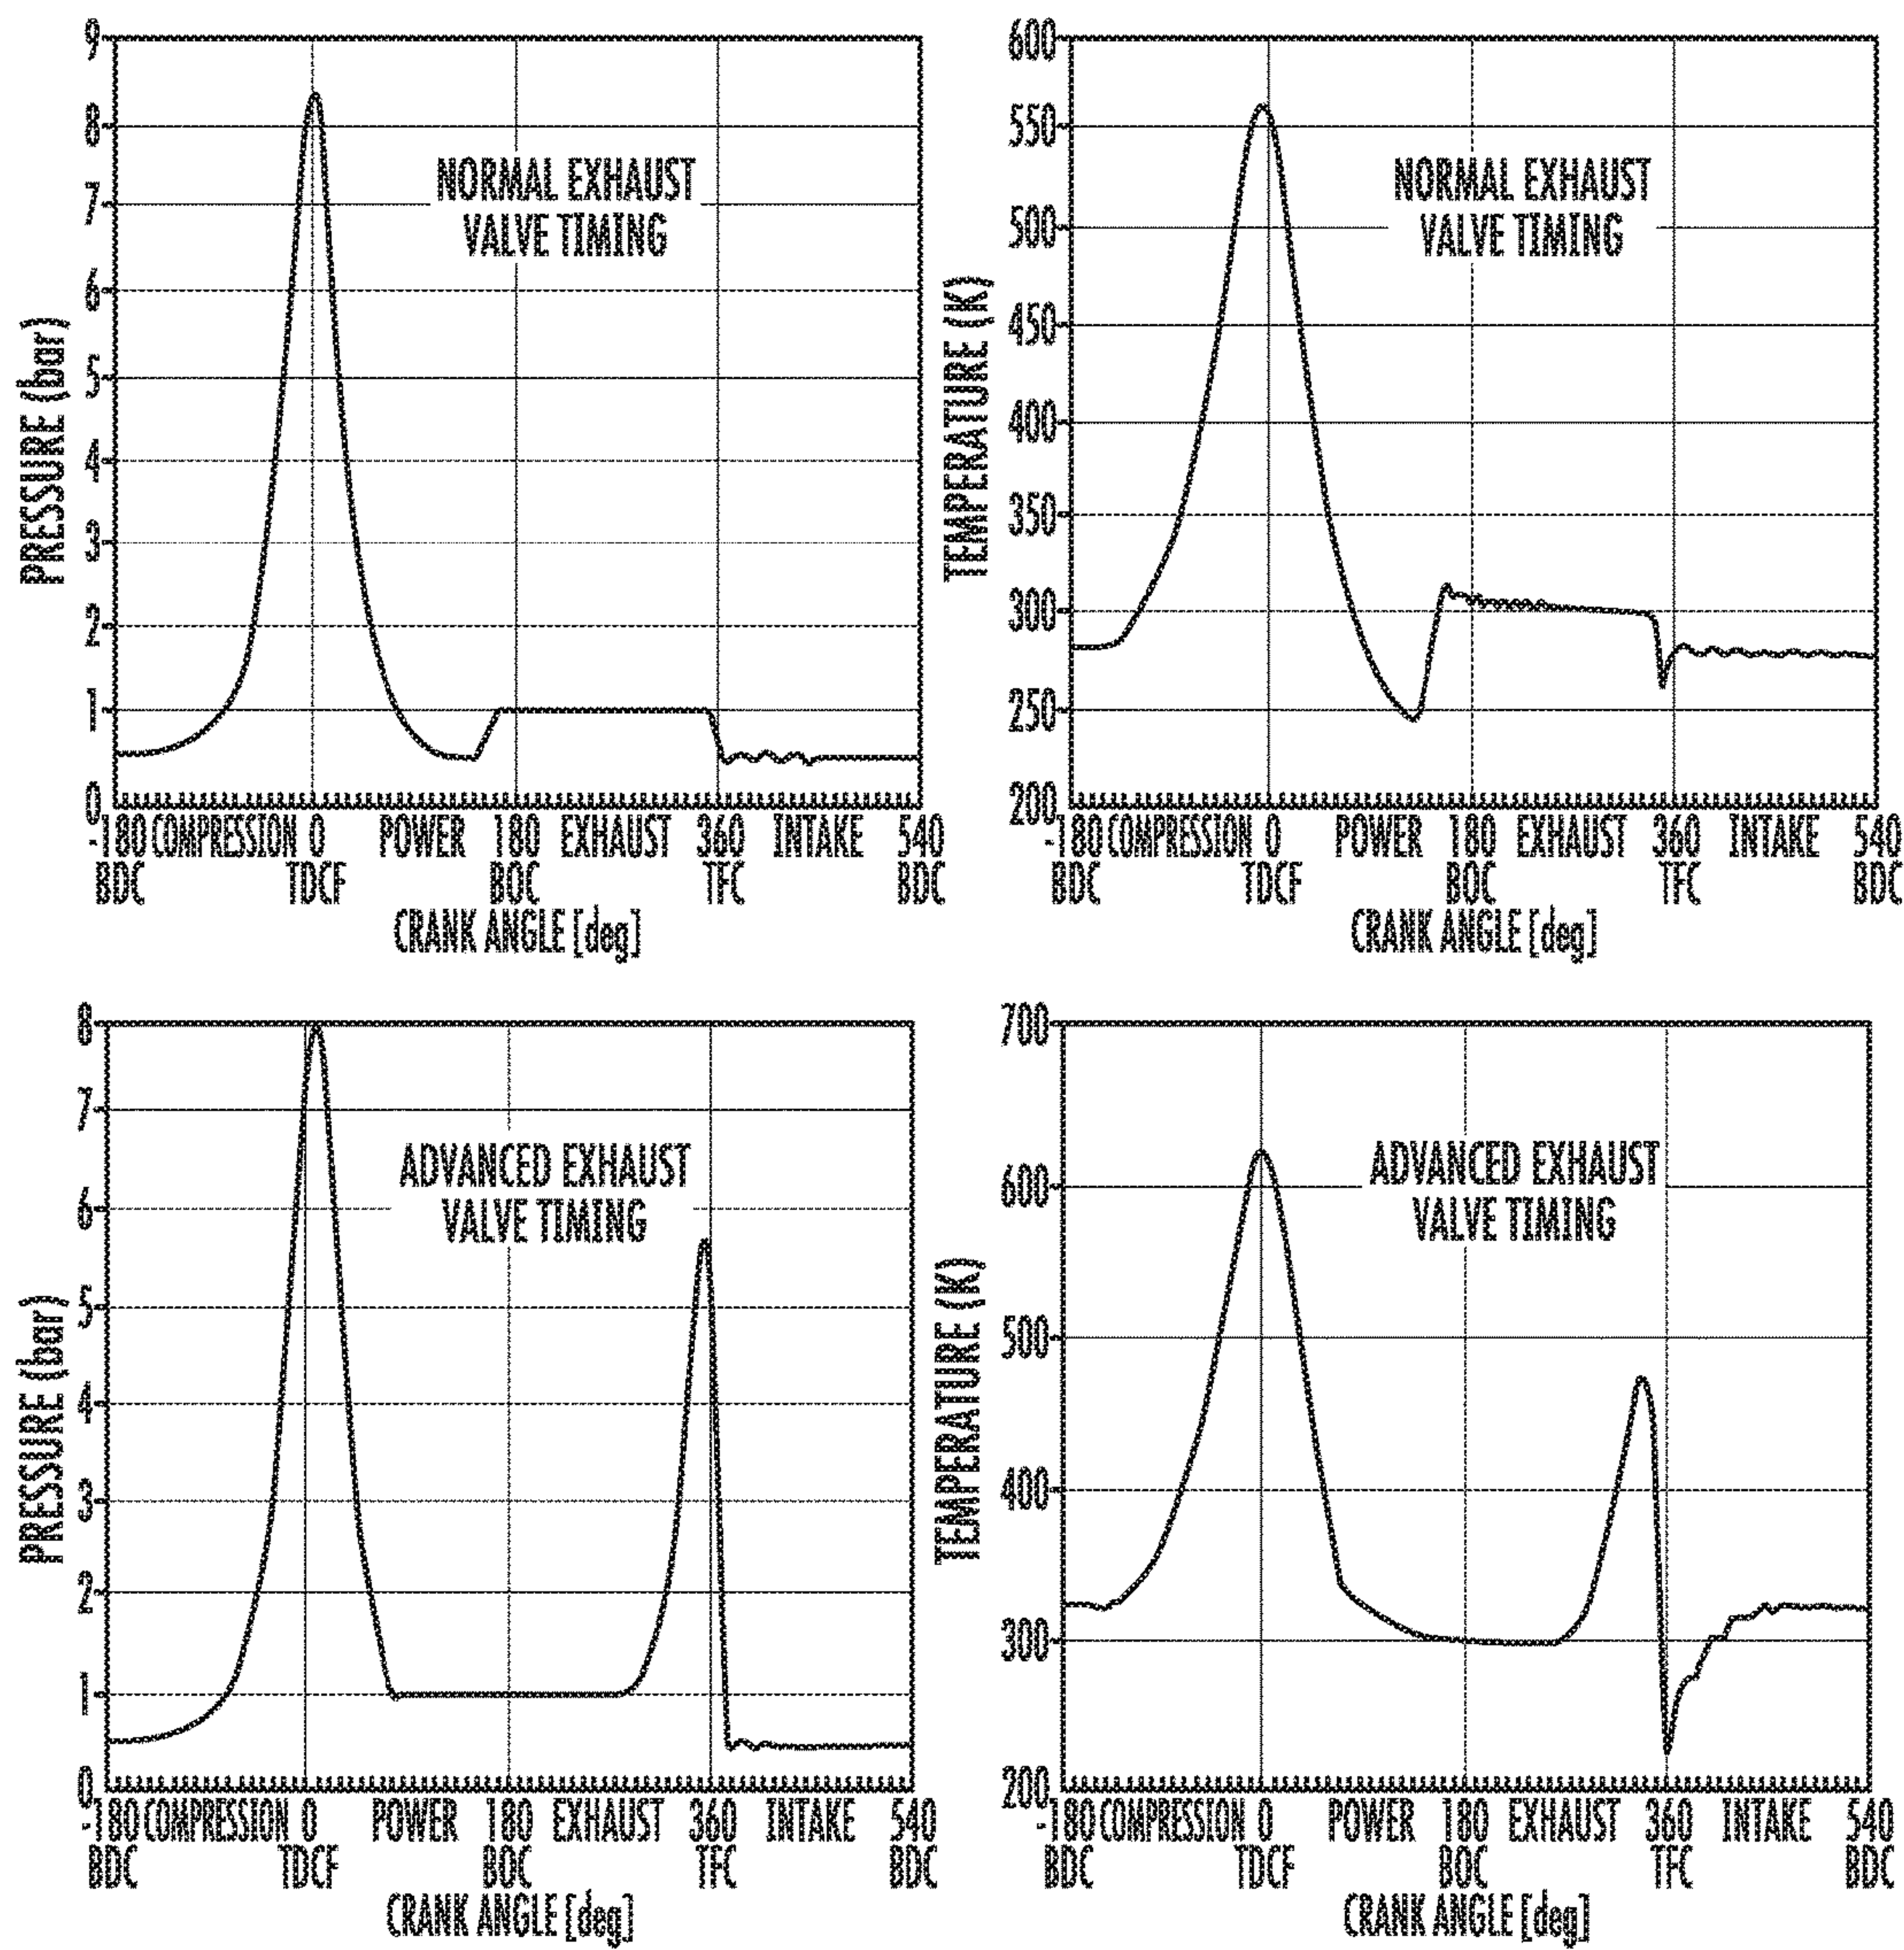 9
8
7
6
5
4
3
2
1
0
PRESSURE (bar)
NORMAL EXHAUST
VALVE TIMING
-180 COMPRESSION 0 POWER 180 EXHAUST 360 INTAKE 540
BDC TDCF BOC TFC BDC
CRANK ANGLE [deg]
600
550
500
450
400
350
300
250
200
TEMPERATURE (K)
NORMAL EXHAUST
VALVE TIMING
-180 COMPRESSION 0 POWER 180 EXHAUST 360 INTAKE 540
BDC TDCF BOC TFC BDC
CRANK ANGLE [deg]
8
7
6
5
4
3
2
1
0
PRESSURE (bar)
ADVANCED EXHAUST
VALVE TIMING
-180 COMPRESSION 0 POWER 180 EXHAUST 360 INTAKE 540
BDC TDCF BOC TFC BDC
CRANK ANGLE [deg]
700
600
500
400
300
200
TEMPERATURE (K)
ADVANCED EXHAUST
VALVE TIMING
-180 COMPRESSION 0 POWER 180 EXHAUST 360 INTAKE 540
BDC TDCF BOC TFC BDC
CRANK ANGLE [deg]